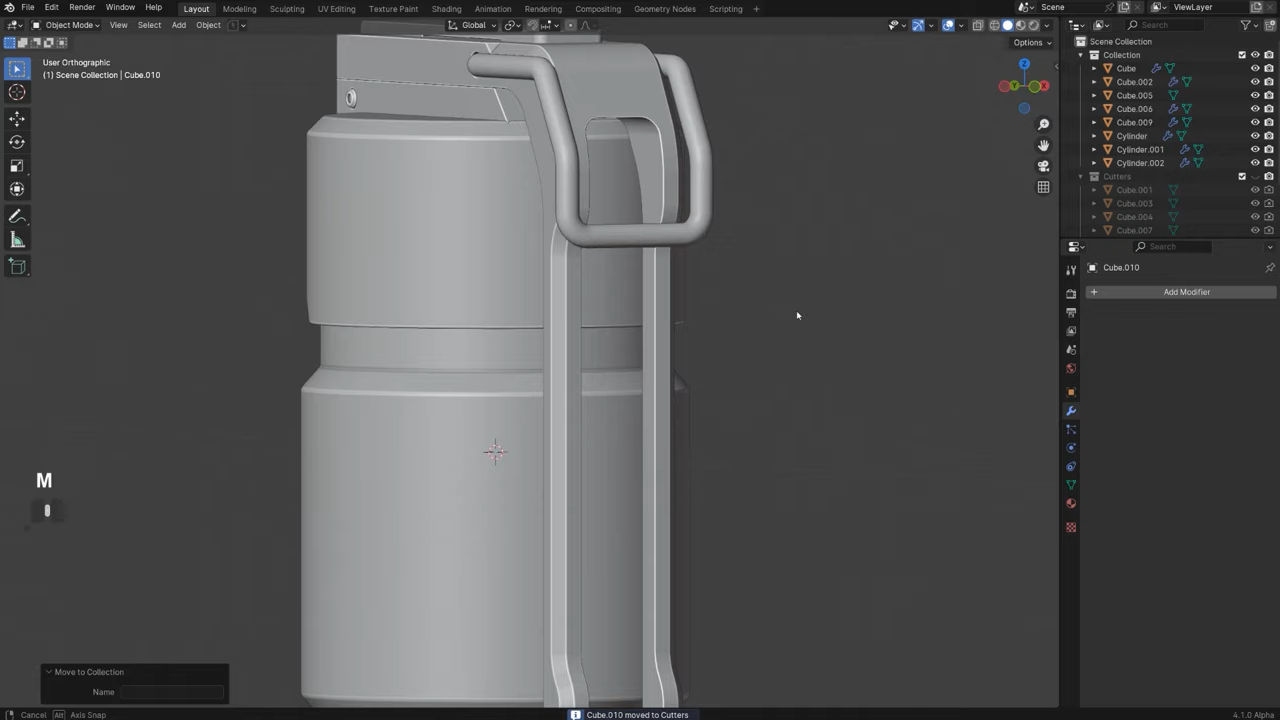 File Edit Render Window Help Layout Modeling Sculpting UV Editing Texture Paint Shading Animation Rendering Compositing Geometry Nodes Scripting + Scene ViewLayer
Object Mode View Select Add Object Global Search
Options
User Orthographic
(1) Scene Collection | Cube.010
Z
Y
X
Scene Collection
Collection
Cube
Cube.002
Cube.005
Cube.006
Cube.009
Cylinder
Cylinder.001
Cylinder.002
Cutters
Cube.001
Cube.003
Cube.004
Cube.007
Search
Cube.010
+ Add Modifier
M
Move to Collection
Name
Cancel Alt Axis Snap Cube.010 moved to Cutters 4.1.0 Alpha